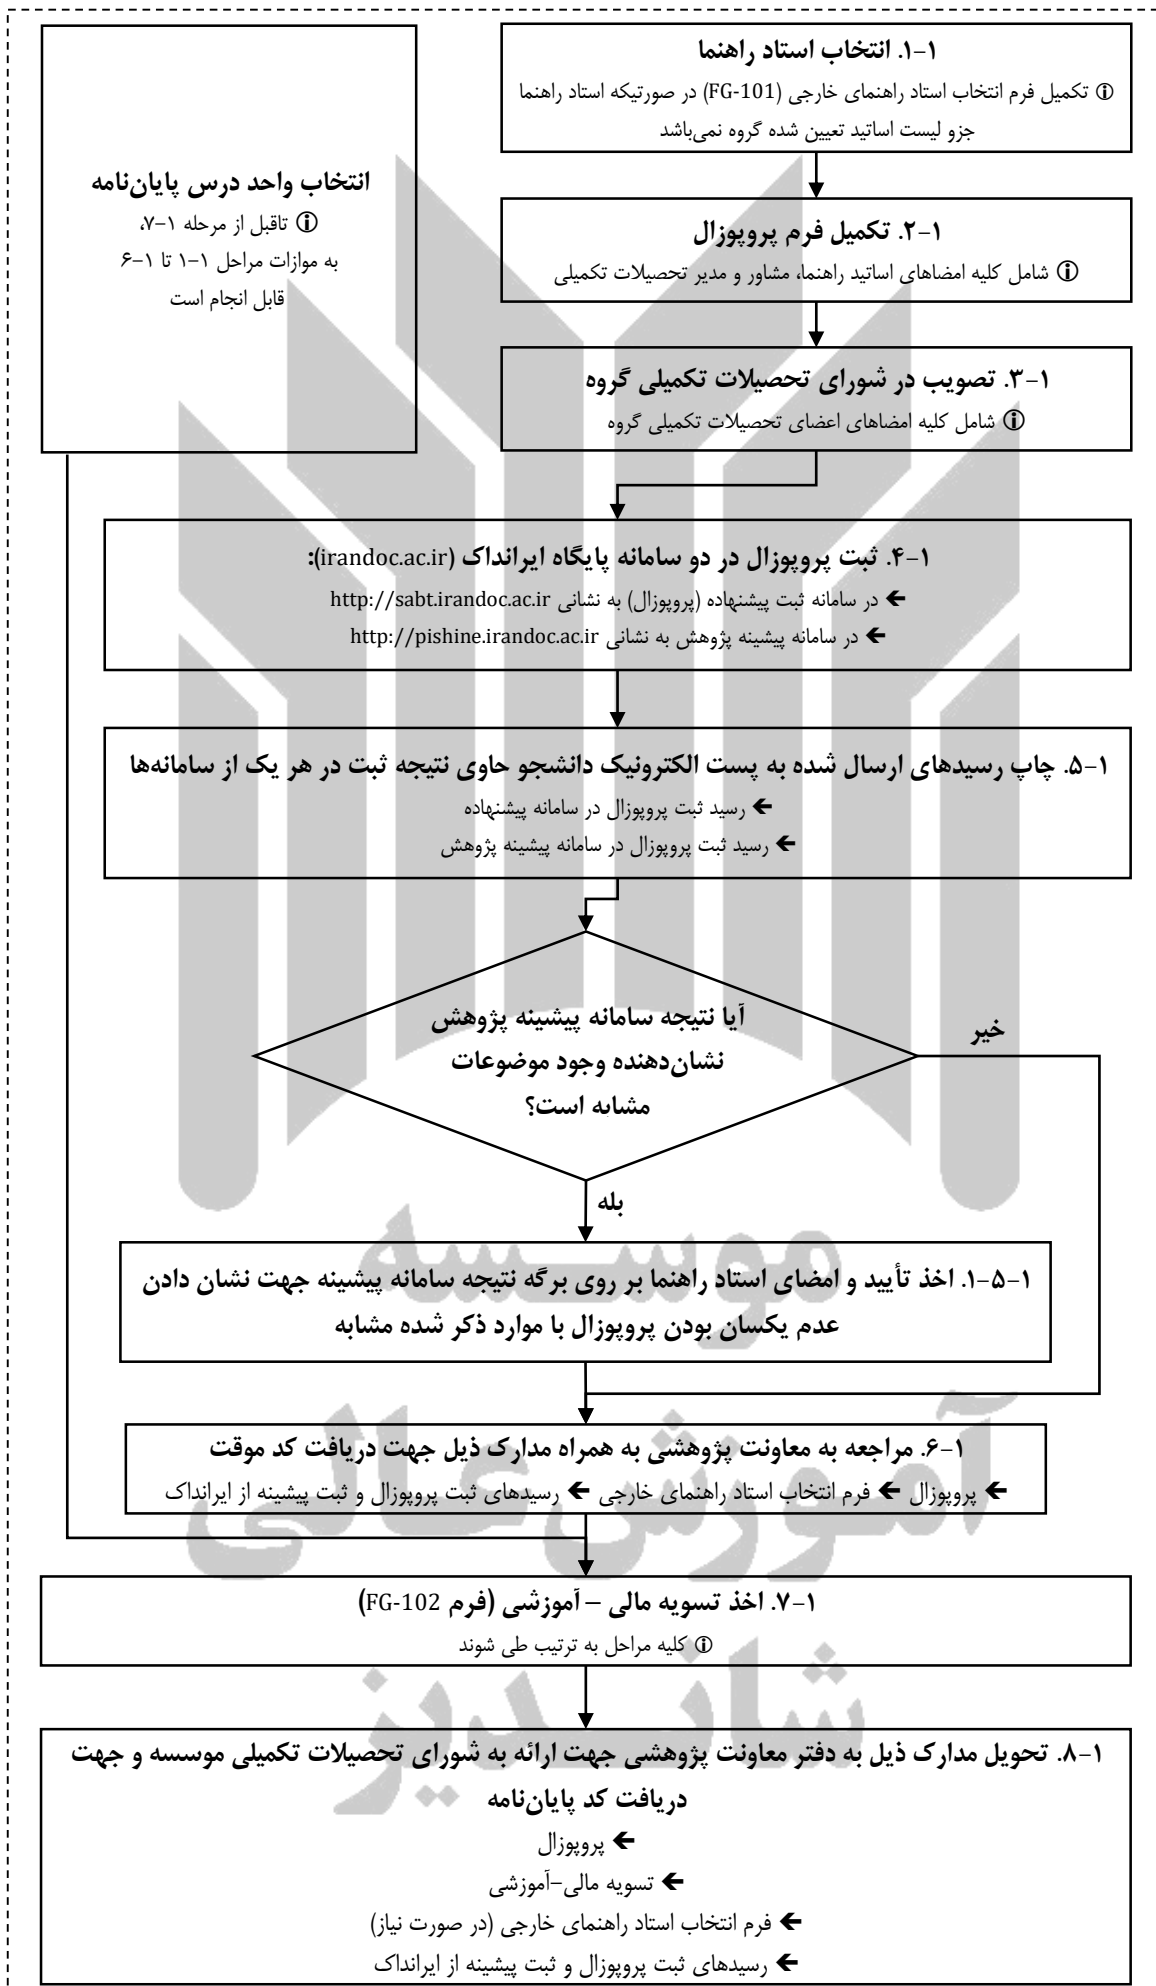 ۱-۱. انتخاب استاد راهنما
🛈 تکمیل فرم انتخاب استاد راهنمای خارجی (FG-101) در صورتیکه استاد راهنما
جزو لیست اساتید تعیین شده گروه نمی‌باشد
انتخاب واحد درس پایان‌نامه
🛈 تاقبل از مرحله ۱-۷،
به موازات مراحل ۱-۱ تا ۱-۶
قابل انجام است
۲-۱. تکمیل فرم پروپوزال
🛈 شامل کلیه امضاهای اساتید راهنما، مشاور و مدیر تحصیلات تکمیلی
۳-۱. تصویب در شورای تحصیلات تکمیلی گروه
🛈 شامل کلیه امضاهای اعضای تحصیلات تکمیلی گروه
۴-۱. ثبت پروپوزال در دو سامانه پایگاه ایرانداک (irandoc.ac.ir):
← در سامانه ثبت پیشنهاده (پروپوزال) به نشانی http://sabt.irandoc.ac.ir
← در سامانه پیشینه پژوهش به نشانی http://pishine.irandoc.ac.ir
۵-۱. چاپ رسیدهای ارسال شده به پست الکترونیک دانشجو حاوی نتیجه ثبت در هر یک از سامانه‌ها
← رسید ثبت پروپوزال در سامانه پیشنهاده
← رسید ثبت پروپوزال در سامانه پیشینه پژوهش
آیا نتیجه سامانه پیشینه پژوهش
نشان‌دهنده وجود موضوعات
مشابه است؟
خیر
بله
۱-۵-۱. اخذ تأیید و امضای استاد راهنما بر روی برگه نتیجه سامانه پیشینه جهت نشان دادن
عدم یکسان بودن پروپوزال با موارد ذکر شده مشابه
۶-۱. مراجعه به معاونت پژوهشی به همراه مدارک ذیل جهت دریافت کد موقت
← پروپوزال ← فرم انتخاب استاد راهنمای خارجی ← رسیدهای ثبت پروپوزال و ثبت پیشینه از ایرانداک
۷-۱. اخذ تسویه مالی – آموزشی (فرم FG-102)
🛈 کلیه مراحل به ترتیب طی شوند
۸-۱. تحویل مدارک ذیل به دفتر معاونت پژوهشی جهت ارائه به شورای تحصیلات تکمیلی موسسه و جهت
دریافت کد پایان‌نامه
← پروپوزال
← تسویه مالی-آموزشی
← فرم انتخاب استاد راهنمای خارجی (در صورت نیاز)
← رسیدهای ثبت پروپوزال و ثبت پیشینه از ایرانداک
موسسه
آموزش عالی
شاندیز